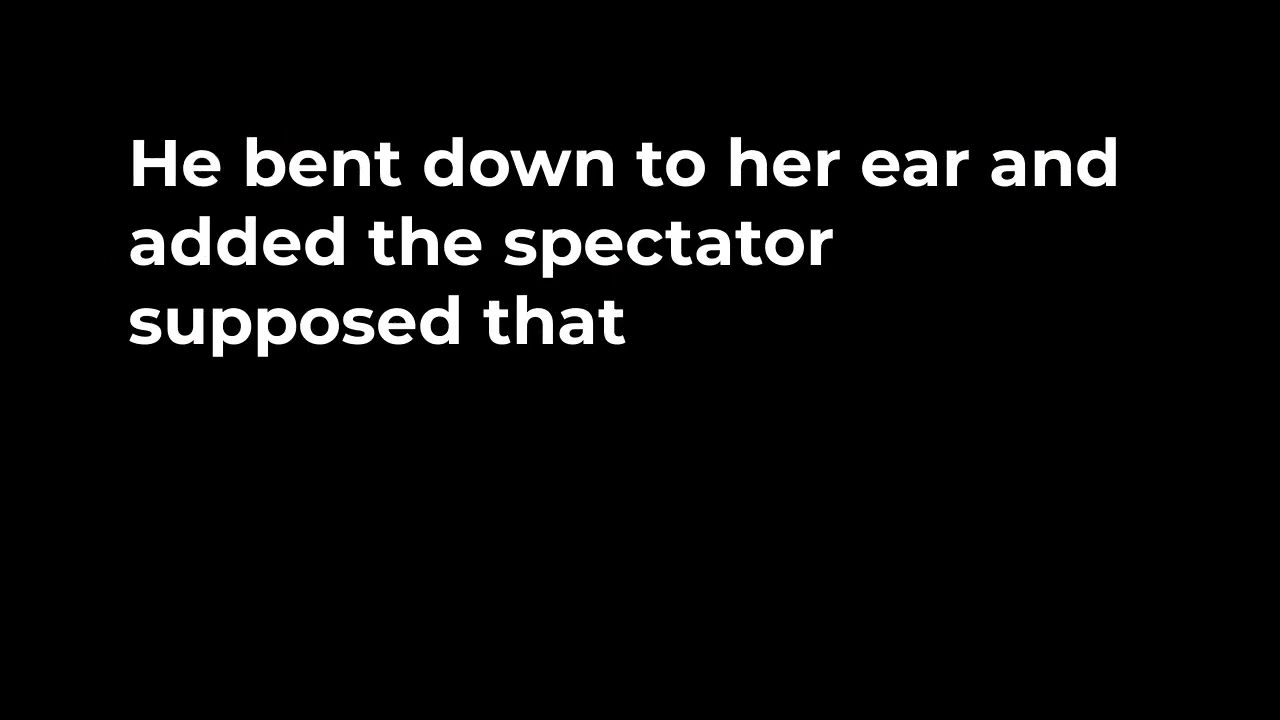 He bent down to her ear and
added the spectator
supposed that